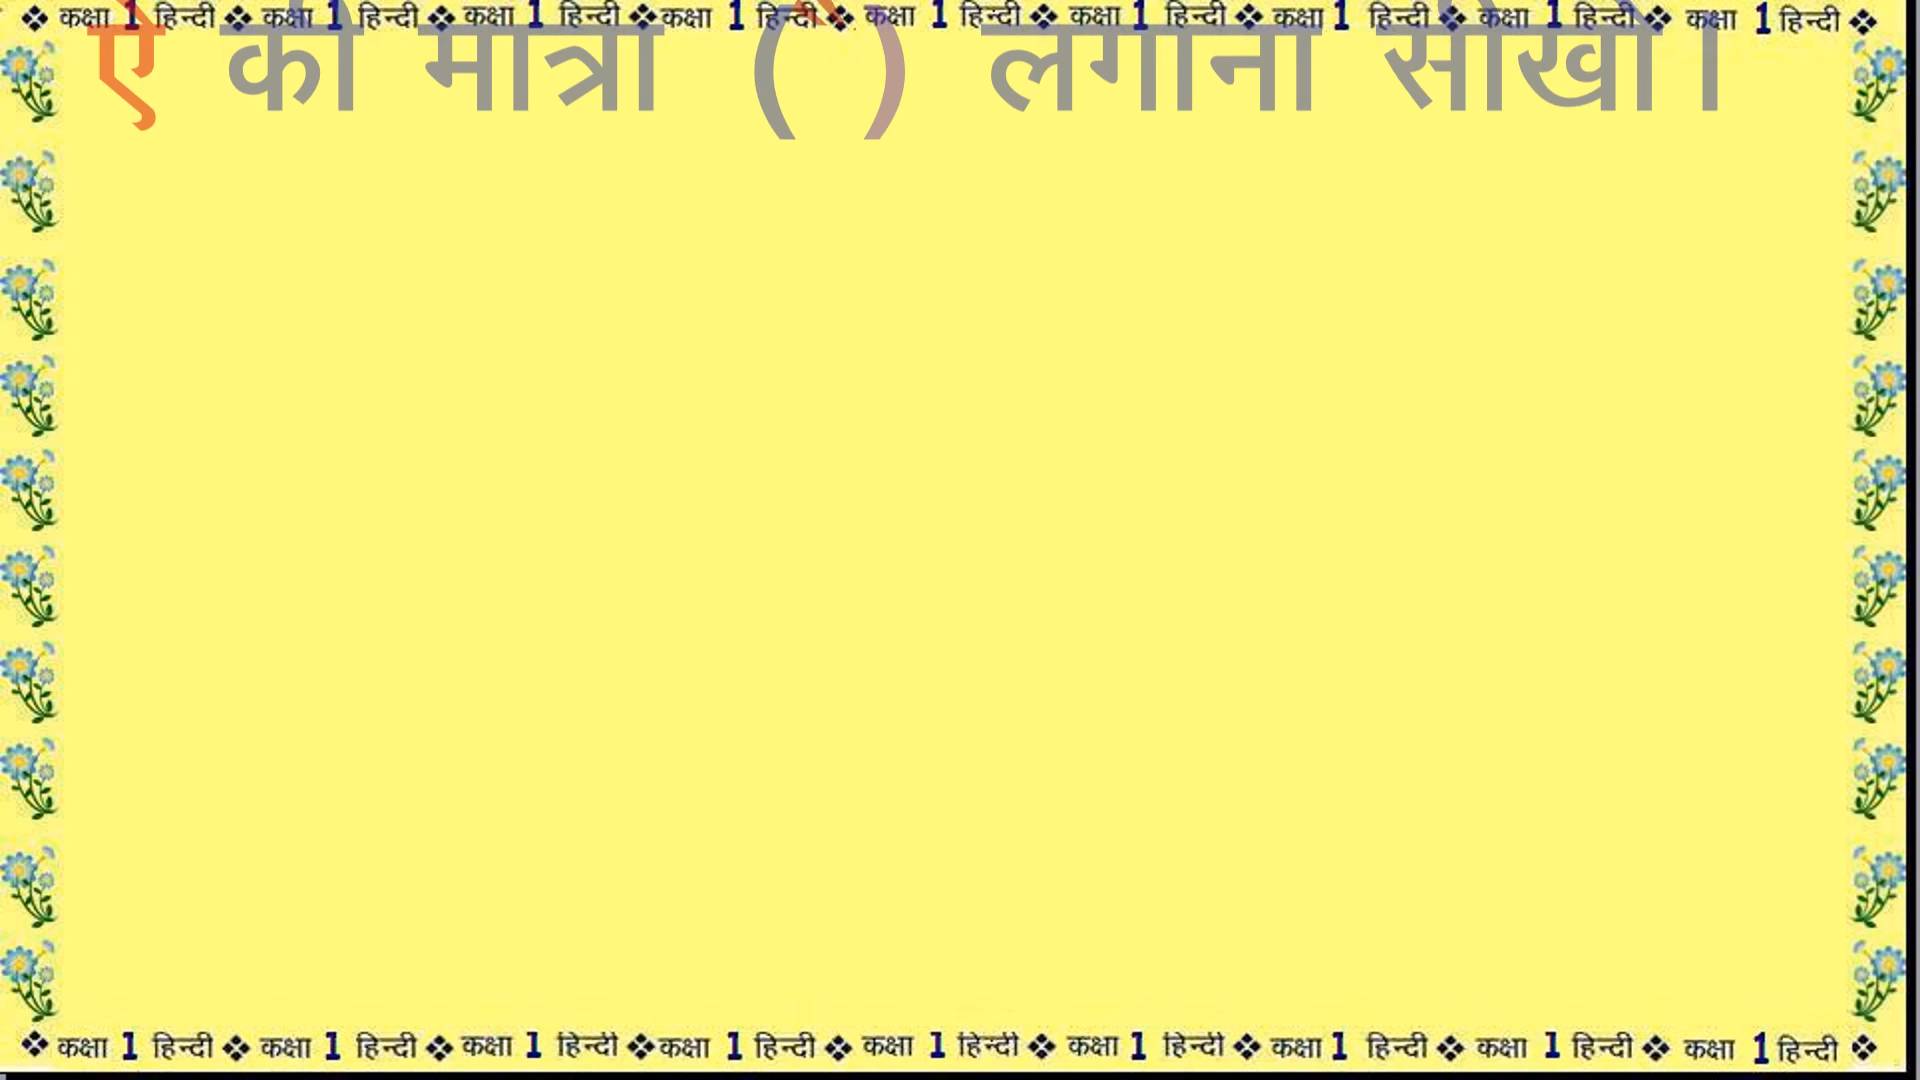 ❖ कक्षा 1 हिन्दी ❖ कक्षा 1 हिन्दी ❖ कक्षा 1 हिन्दी ❖ कक्षा 1 हिन्दी ❖ कक्षा 1 हिन्दी ❖ कक्षा 1 हिन्दी ❖ कक्षा 1 हिन्दी ❖ कक्षा 1 हिन्दी ❖ कक्षा 1 हिन्दी ❖
ऐ की मात्रा (ै) लगाना सीखो।
❖ कक्षा 1 हिन्दी ❖ कक्षा 1 हिन्दी ❖ कक्षा 1 हिन्दी ❖ कक्षा 1 हिन्दी ❖ कक्षा 1 हिन्दी ❖ कक्षा 1 हिन्दी ❖ कक्षा 1 हिन्दी ❖ कक्षा 1 हिन्दी ❖ कक्षा 1 हिन्दी ❖